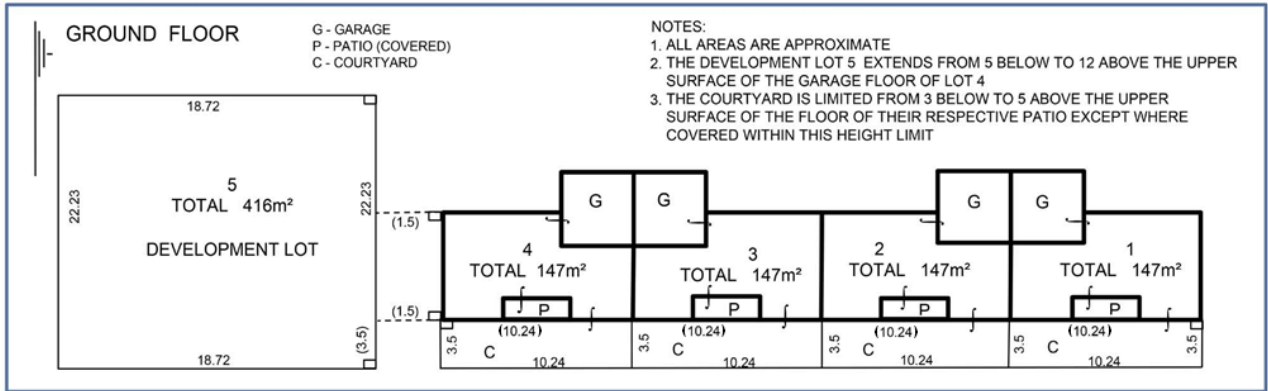 GROUND FLOOR
G - GARAGE
P - PATIO (COVERED)
C - COURTYARD
NOTES:
1. ALL AREAS ARE APPROXIMATE
2. THE DEVELOPMENT LOT 5 EXTENDS FROM 5 BELOW TO 12 ABOVE THE UPPER
SURFACE OF THE GARAGE FLOOR OF LOT 4
3. THE COURTYARD IS LIMITED FROM 3 BELOW TO 5 ABOVE THE UPPER
SURFACE OF THE FLOOR OF THEIR RESPECTIVE PATIO EXCEPT WHERE
COVERED WITHIN THIS HEIGHT LIMIT
18.72
22.23
5
TOTAL 416m²
DEVELOPMENT LOT
22.23
(3.5)
18.72
(1.5)
(1.5)
G
G
G
G
4
TOTAL 147m²
P
3
TOTAL 147m²
P
2
TOTAL 147m²
P
1
TOTAL 147m²
P
(10.24)
(10.24)
(10.24)
(10.24)
3.5
C
10.24
3.5
C
10.24
3.5
C
10.24
3.5
C
10.24
3.5